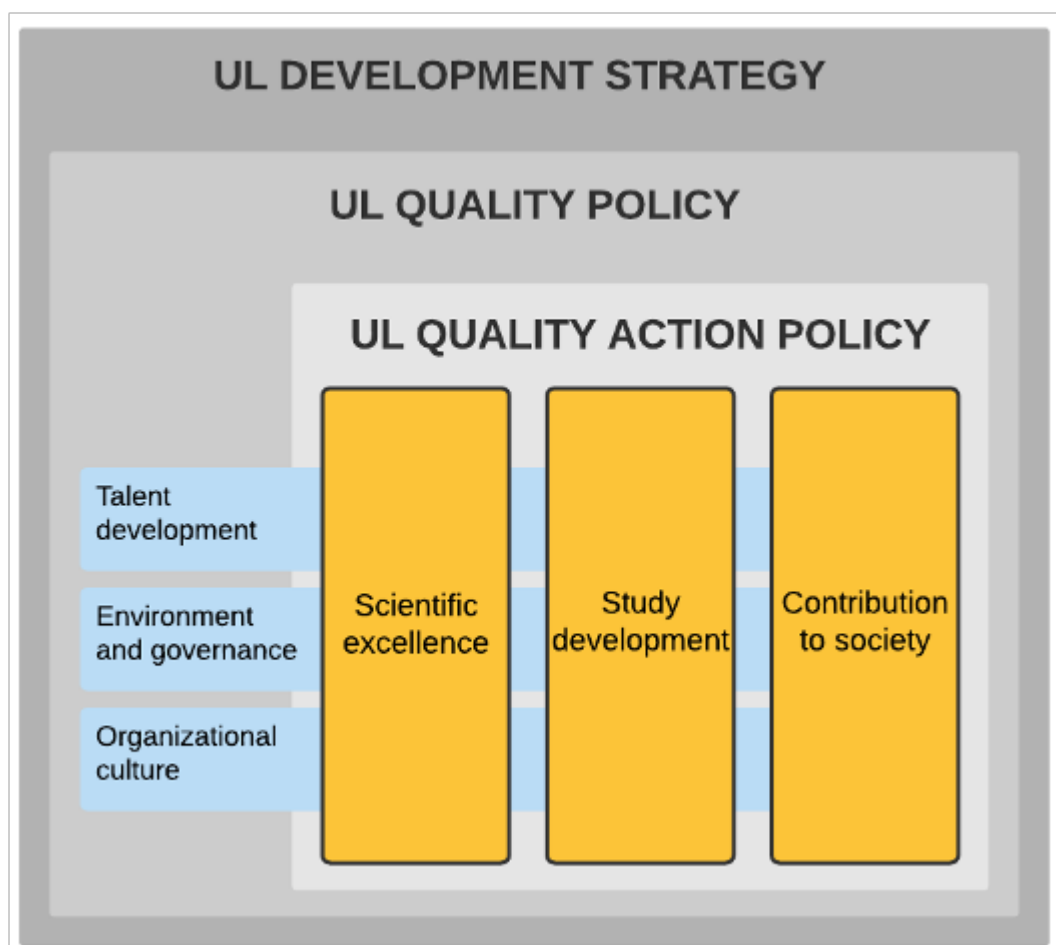 UL DEVELOPMENT STRATEGY
UL QUALITY POLICY
UL QUALITY ACTION POLICY
Talent
development
Environment
and governance
Organizational
culture
Scientific
excellence
Study
development
Contribution
to society